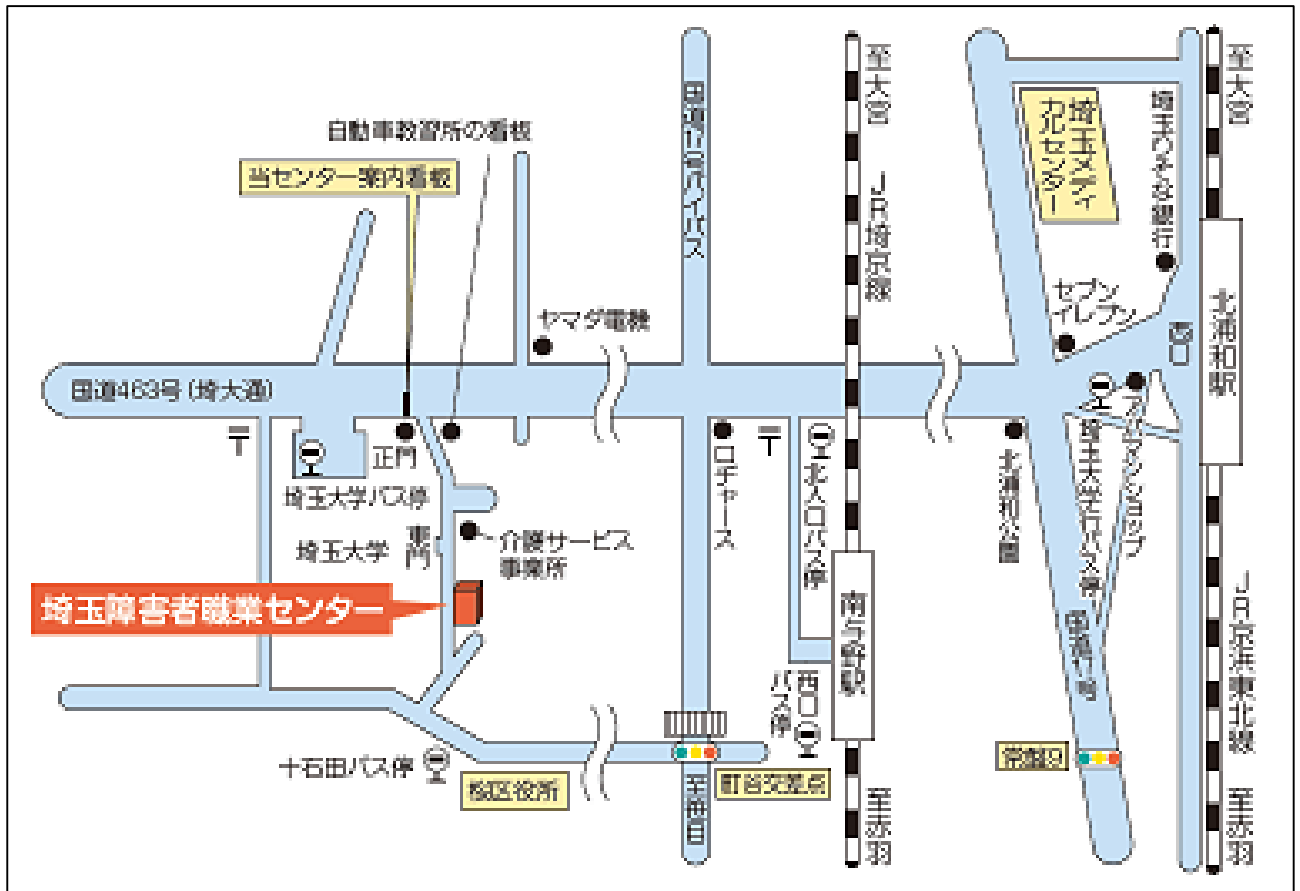 自動車教習所の看板
当センター案内看板
国道17号バイパス
至大宮
JR埼京線
埼玉メディ
カルセンター
至大宮
埼玉りそな銀行
ヤマダ電機
セブン
イレブン
西口
北浦和駅
国道463号(埼大通)
正門
埼玉大学バス停
埼玉大学
東門
介護サービス
事業所
埼玉障害者職業センター
ロヂャース
北入口バス停
南与野駅
西口
バス停
北浦和公園
埼玉大学行バス停
国道17号
JR京浜東北線
十石田バス停
桜区役所
町谷交差点
常盤9
至赤羽
至赤羽